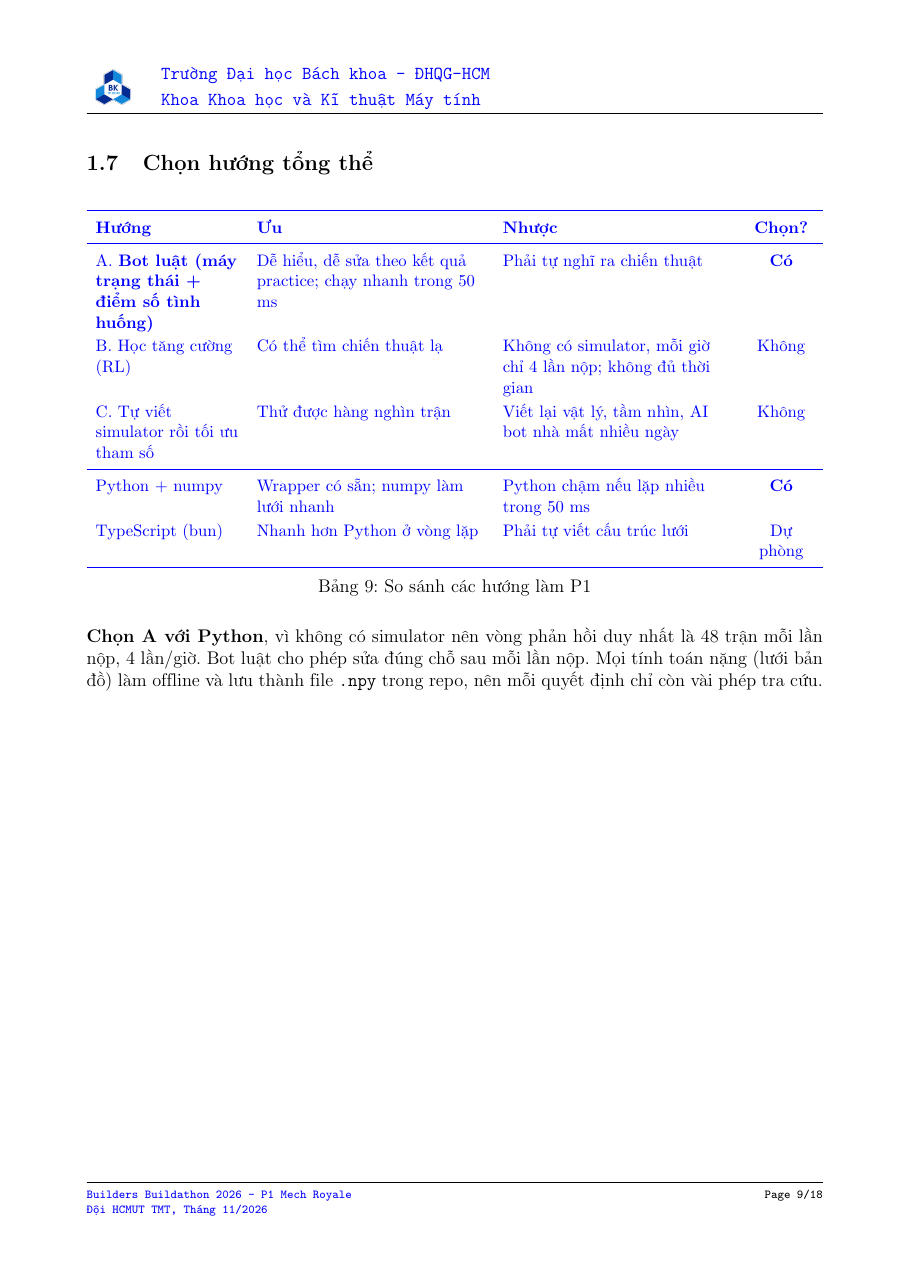 BK
Trường Đại học Bách khoa - ĐHQG-HCM
Khoa Khoa học và Kĩ thuật Máy tính
1.7 Chọn hướng tổng thể
Hướng Ưu Nhược Chọn?
A. Bot luật (máy trạng thái + điểm số tình huống) Dễ hiểu, dễ sửa theo kết quả practice; chạy nhanh trong 50 ms Phải tự nghĩ ra chiến thuật Có
B. Học tăng cường (RL) Có thể tìm chiến thuật lạ Không có simulator, mỗi giờ chỉ 4 lần nộp; không đủ thời gian Không
C. Tự viết simulator rồi tối ưu tham số Thử được hàng nghìn trận Viết lại vật lý, tầm nhìn, AI bot nhà mất nhiều ngày Không
Python + numpy Wrapper có sẵn; numpy làm lưới nhanh Python chậm nếu lặp nhiều trong 50 ms Có
TypeScript (bun) Nhanh hơn Python ở vòng lặp Phải tự viết cấu trúc lưới Dự phòng
Bảng 9: So sánh các hướng làm P1
Chọn A với Python, vì không có simulator nên vòng phản hồi duy nhất là 48 trận mỗi lần
nộp, 4 lần/giờ. Bot luật cho phép sửa đúng chỗ sau mỗi lần nộp. Mọi tính toán nặng (lưới bản
đồ) làm offline và lưu thành file .npy trong repo, nên mỗi quyết định chỉ còn vài phép tra cứu.
Builders Buildathon 2026 - P1 Mech Royale Page 9/18
Đội HCMUT TMT, Tháng 11/2026